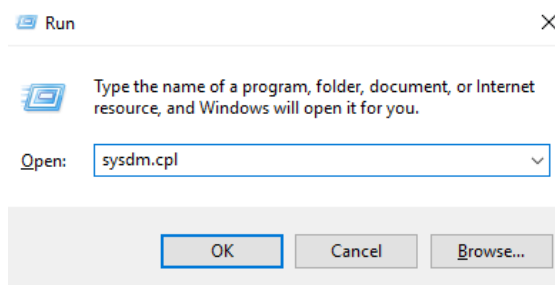 Run
Type the name of a program, folder, document, or Internet
resource, and Windows will open it for you.
Open: sysdm.cpl
OK Cancel Browse...